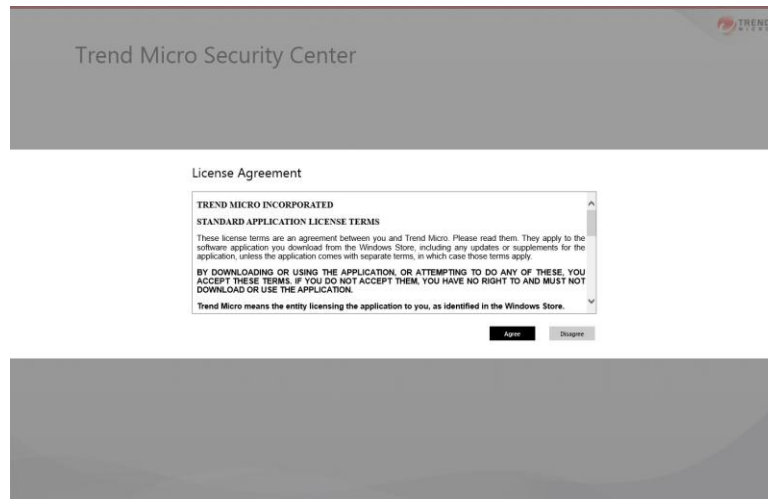 TREND
MICRO
Trend Micro Security Center
License Agreement
TREND MICRO INCORPORATED
STANDARD APPLICATION LICENSE TERMS
These license terms are an agreement between you and Trend Micro. Please read them. They apply to the
software application you download from the Windows Store, including any updates or supplements for the
application, unless the application comes with separate terms, in which case those terms apply.
BY DOWNLOADING OR USING THE APPLICATION, OR ATTEMPTING TO DO ANY OF THESE, YOU
ACCEPT THESE TERMS. IF YOU DO NOT ACCEPT THEM, YOU HAVE NO RIGHT TO AND MUST NOT
DOWNLOAD OR USE THE APPLICATION.
Trend Micro means the entity licensing the application to you, as identified in the Windows Store.
Agree Disagree